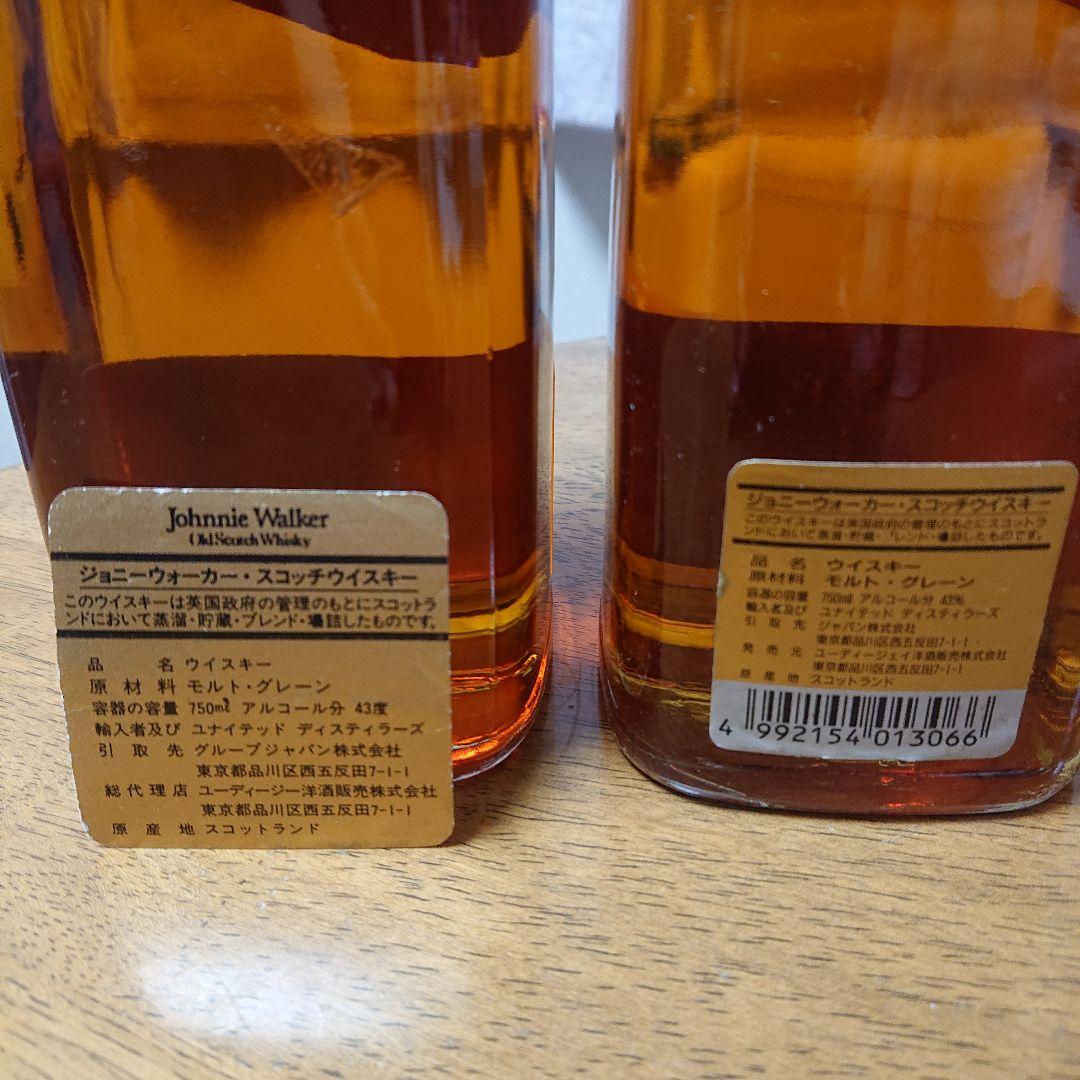 Johnnie Walker
Old Scotch Whisky
ジョニーウォーカー・スコッチウイスキー
このウイスキーは英国政府の管理のもとにスコットラ
ンドにおいて蒸溜・貯蔵・ブレンド・壜詰したものです。
品 名 ウイスキー
原材料 モルト・グレーン
容器の容量 750mℓ アルコール分 43度
輸入者及び ユナイテッド ディスティラーズ
引取先 グループジャパン株式会社
東京都品川区西五反田7-1-1
総代理店 ユーディージー洋酒販売株式会社
東京都品川区西五反田7-1-1
原産地 スコットランド
ジョニーウォーカー・スコッチウイスキー
このウイスキーは英国政府の管理のもとにスコットラ
ンドにおいて蒸溜・貯蔵・ブレンド・壜詰したものです。
品名 ウイスキー
原材料 モルト・グレーン
容器の容量 750mℓ アルコール分 43%
輸入者及び ユナイテッド ディスティラーズ
引取先 ジャパン株式会社
東京都品川区西五反田7-1-1
発売元 ユーディージェイ洋酒販売株式会社
東京都品川区西五反田7-1-1
原産地 スコットランド
4 992154 013066